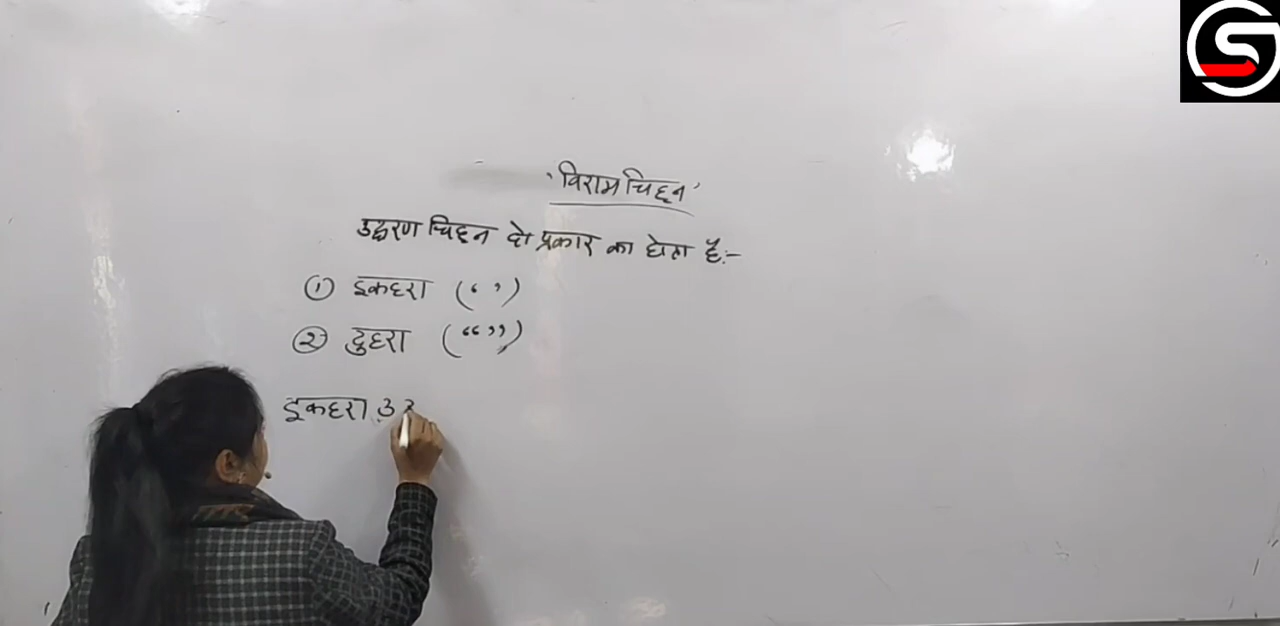 'विराम चिह्न'
उद्धरण चिह्न दो प्रकार का होता है:-
① इकहरा (‘ ’)
② दुहरा (“ ”)
इकहरा